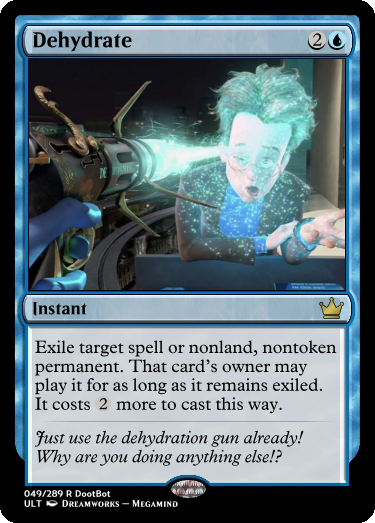 Dehydrate 2
Instant
Exile target spell or nonland, nontoken
permanent. That card's owner may
play it for as long as it remains exiled.
It costs 2 more to cast this way.
Just use the dehydration gun already!
Why are you doing anything else!?
049/289 R DootBot
ULT Dreamworks — Megamind